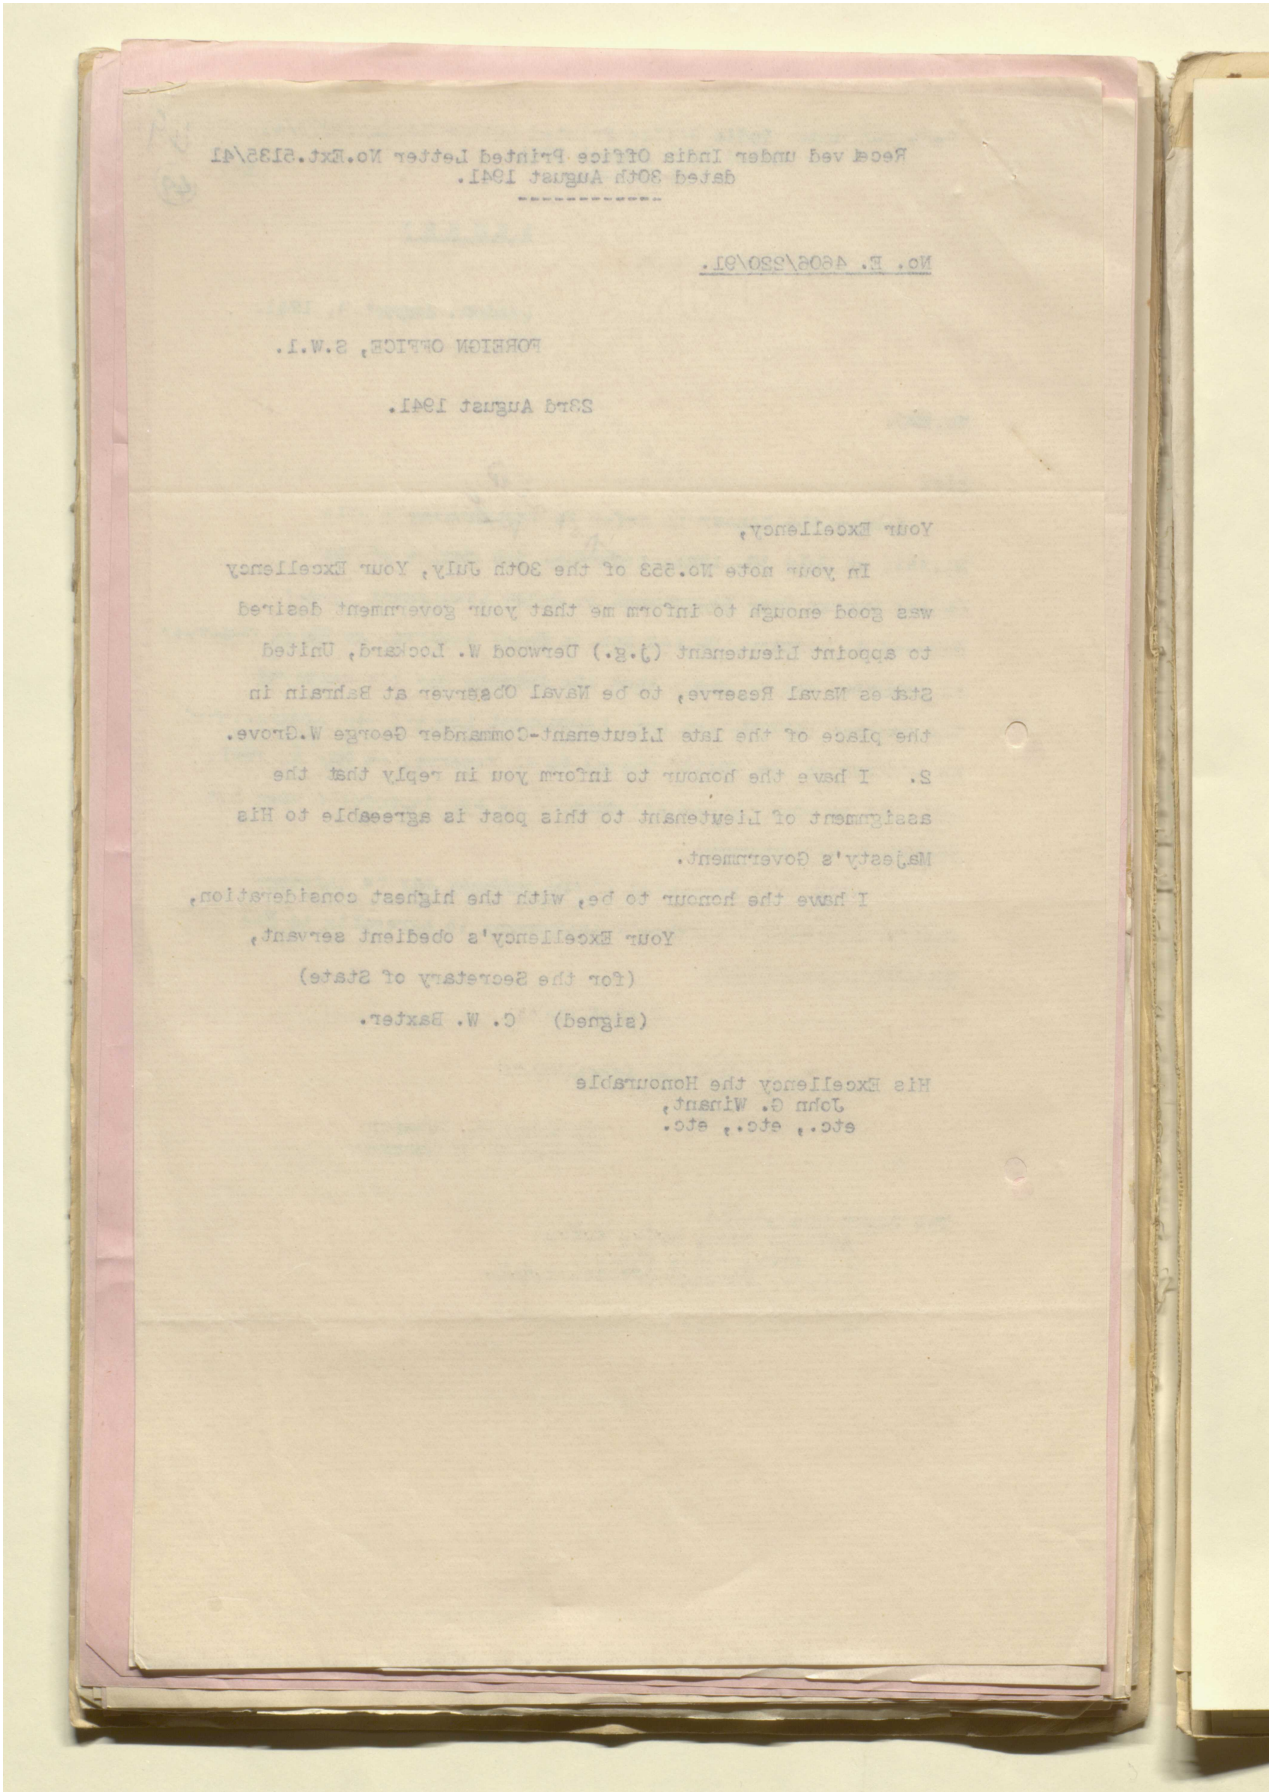 Received under India Office Printed Letter No.Ext.5135/41
dated 30th August 1941.
No. E. 4606/220/91.
FOREIGN OFFICE, S.W.1.
23rd August 1941.
Your Excellency,
In your note No.553 of the 30th July, Your Excellency
was good enough to inform me that your government desired
to appoint Lieutenant (j.g.) Derwood W. Lockard, United
States Naval Reserve, to be Naval Observer at Bahrain in
the place of the late Lieutenant-Commander George W.Grove.
2. I have the honour to inform you in reply that the
assignment of Lieutenant to this post is agreeable to His
Majesty's Government.
I have the honour to be, with the highest consideration,
Your Excellency's obedient servant,
(for the Secretary of State)
(signed) C. W. Baxter.
His Excellency the Honourable
John G. Winant,
etc., etc., etc.